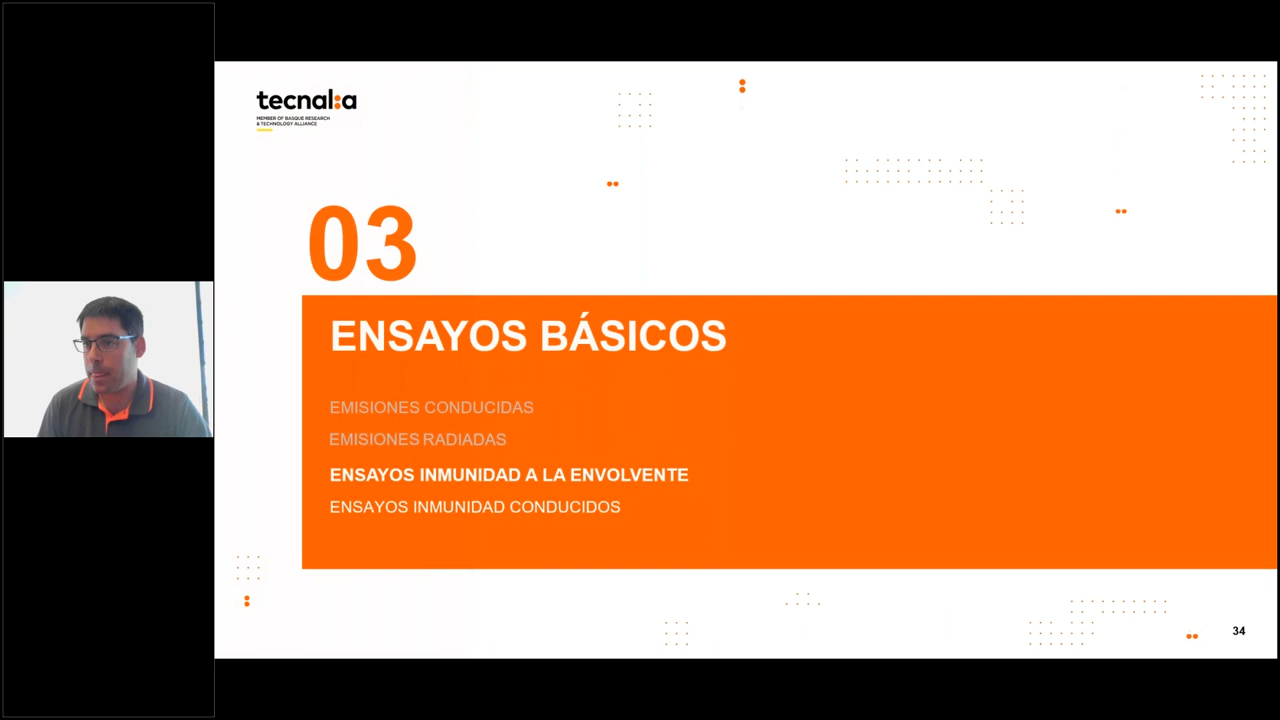 tecnalia
MEMBER OF BASQUE RESEARCH
& TECHNOLOGY ALLIANCE
03
ENSAYOS BÁSICOS
EMISIONES CONDUCIDAS
EMISIONES RADIADAS
ENSAYOS INMUNIDAD A LA ENVOLVENTE
ENSAYOS INMUNIDAD CONDUCIDOS
34